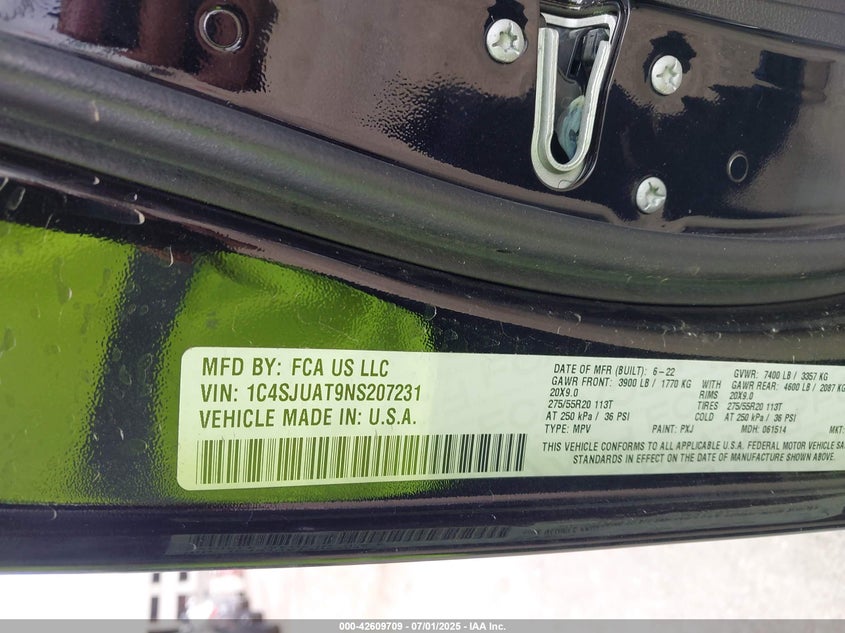 MFD BY: FCA US LLC
VIN: 1C4SJUAT9NS207231
VEHICLE MADE IN: U.S.A.
DATE OF MFR (BUILT): 6-22 GVWR: 7400 LB / 3357 KG
GAWR FRONT: 3900 LB / 1770 KG GAWR REAR: 4600 LB / 2087 KG
20X9.0 RIMS 20X9.0
275/55R20 113T TIRES 275/55R20 113T
AT 250 kPa / 36 PSI COLD AT 250 kPa / 36 PSI
TYPE: MPV PAINT: PXJ MDH: 061514 MKT:
THIS VEHICLE CONFORMS TO ALL APPLICABLE U.S.A. FEDERAL MOTOR VEHICLE SA
STANDARDS IN EFFECT ON THE DATE OF MANUFACTURE SHOWN ABOVE.
000-42609709 - 07/01/2025 - IAA Inc.